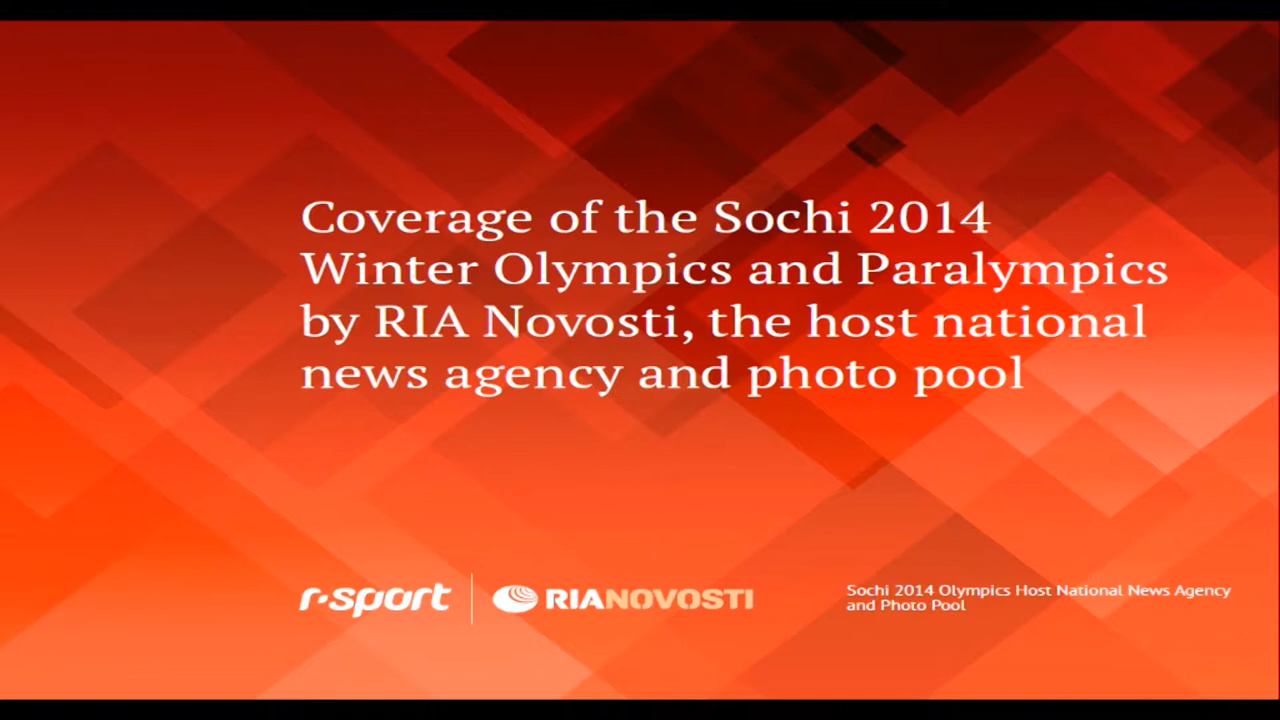 Coverage of the Sochi 2014
Winter Olympics and Paralympics
by RIA Novosti, the host national
news agency and photo pool
r-sport
RIANOVOSTI
Sochi 2014 Olympics Host National News Agency
and Photo Pool